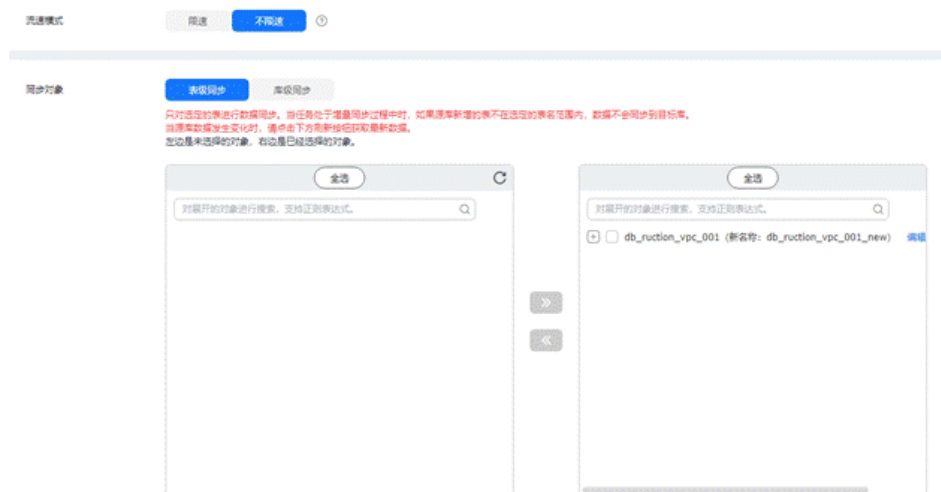 流速模式 限速 不限速
同步对象 表级同步 库级同步
只对选定的表进行数据同步。当任务处于增量同步过程中时，如果源库新增的表不在选定的表名范围内，数据不会同步到目标库。
当源库数据发生变化时，请点击下方刷新按钮获取最新数据。
左边是未选择的对象，右边是已经选择的对象。
全选 全选
对展开的对象进行搜索，支持正则表达式。 对展开的对象进行搜索，支持正则表达式。
db_ruction_vpc_001（新名称：db_ruction_vpc_001_new） 编辑